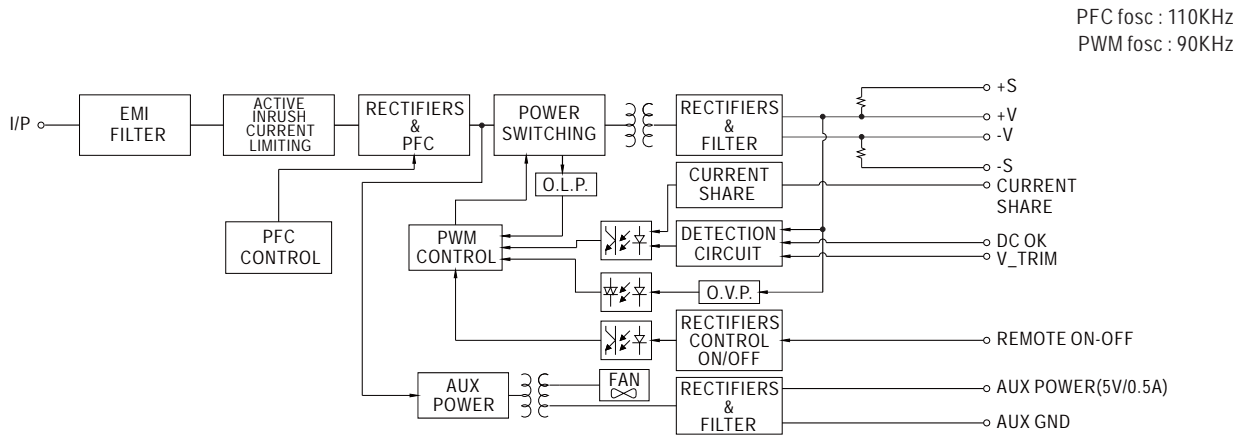 PFC fosc : 110KHz
PWM fosc : 90KHz
I/P
EMI
FILTER
ACTIVE
INRUSH
CURRENT
LIMITING
RECTIFIERS
&
PFC
POWER
SWITCHING
RECTIFIERS
&
FILTER
+S
+V
-V
-S
O.L.P.
CURRENT
SHARE
CURRENT
SHARE
PFC
CONTROL
PWM
CONTROL
DETECTION
CIRCUIT
DC OK
V_TRIM
O.V.P.
RECTIFIERS
CONTROL
ON/OFF
REMOTE ON-OFF
AUX
POWER
FAN
RECTIFIERS
&
FILTER
AUX POWER(5V/0.5A)
AUX GND